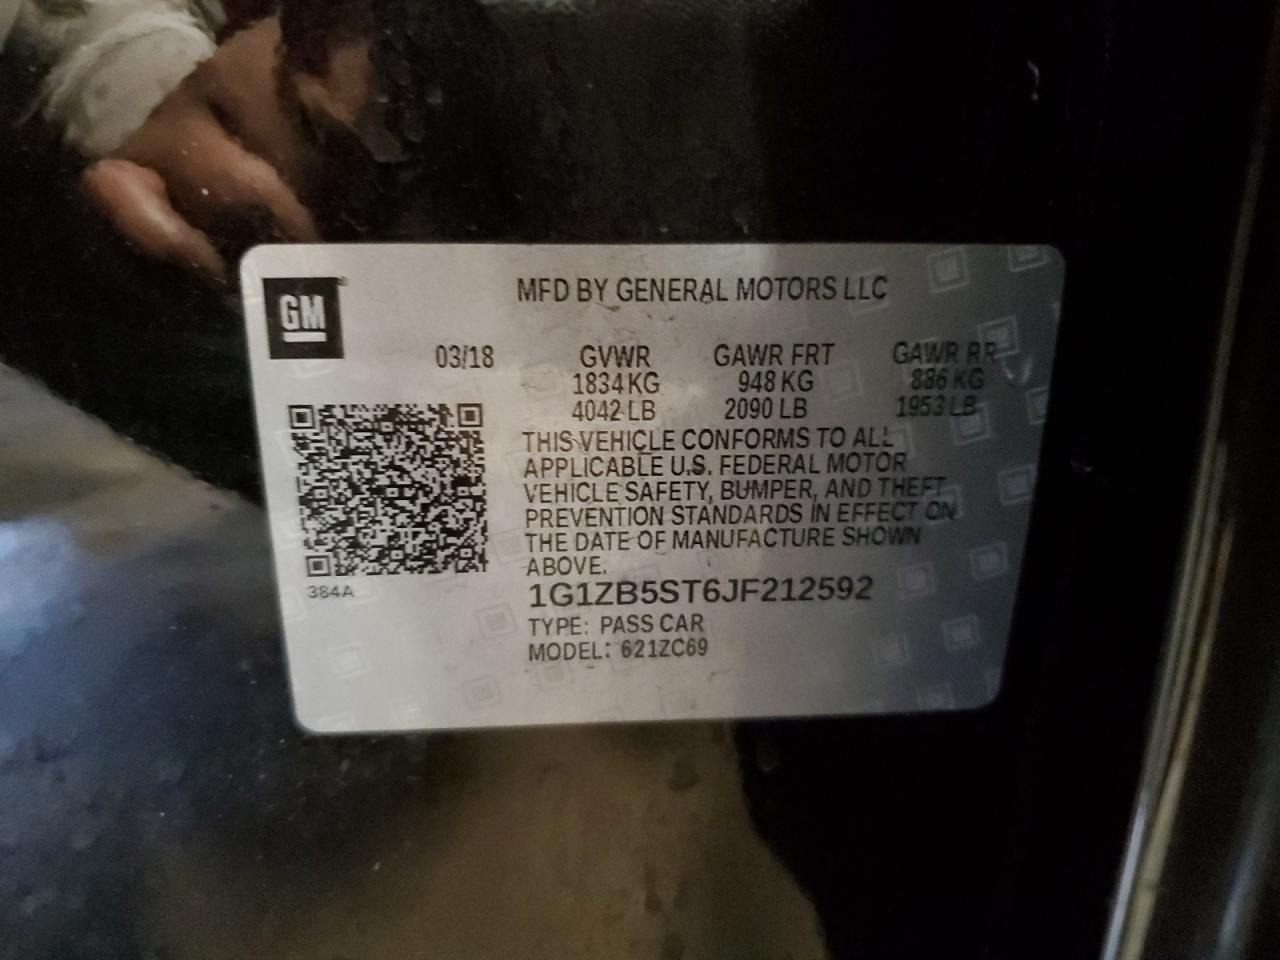 GM
MFD BY GENERAL MOTORS LLC
03/18 GVWR GAWR FRT GAWR RR
1834 KG 948 KG 886 KG
4042 LB 2090 LB 1953 LB
THIS VEHICLE CONFORMS TO ALL
APPLICABLE U.S. FEDERAL MOTOR
VEHICLE SAFETY, BUMPER, AND THEFT
PREVENTION STANDARDS IN EFFECT ON
THE DATE OF MANUFACTURE SHOWN
ABOVE.
384A
1G1ZB5ST6JF212592
TYPE: PASS CAR
MODEL: 621ZC69